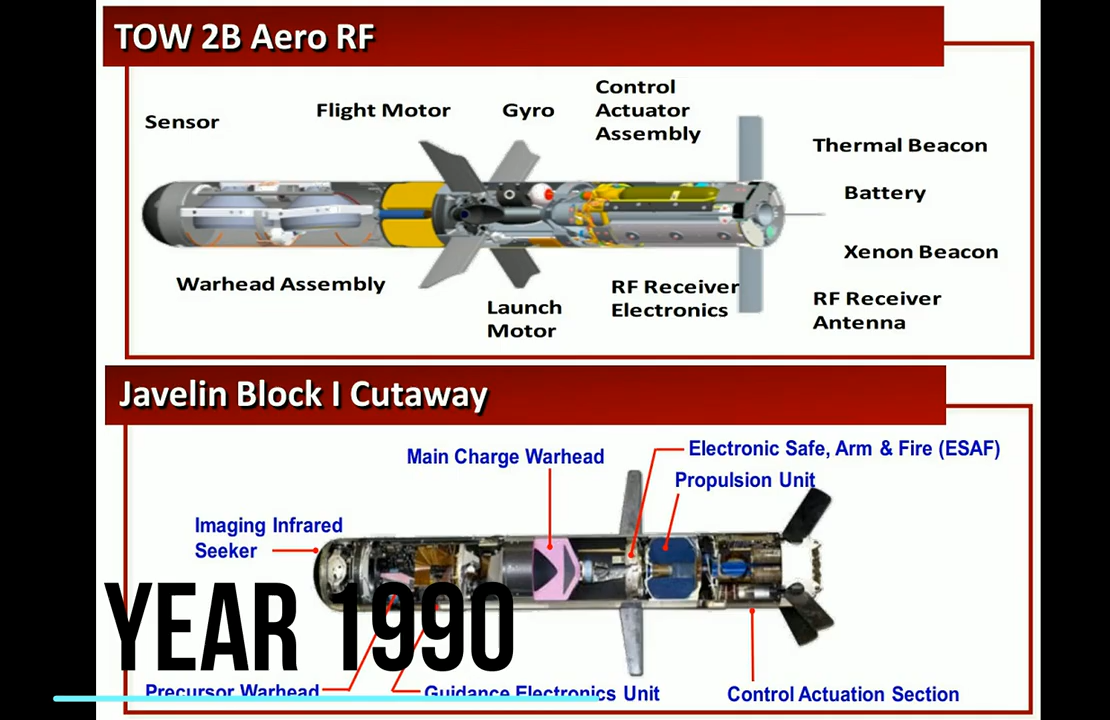 TOW 2B Aero RF
Sensor
Flight Motor
Gyro
Control
Actuator
Assembly
Thermal Beacon
Battery
Xenon Beacon
RF Receiver
Antenna
Warhead Assembly
Launch
Motor
RF Receiver
Electronics
Javelin Block I Cutaway
Main Charge Warhead
Electronic Safe, Arm & Fire (ESAF)
Propulsion Unit
Imaging Infrared
Seeker
YEAR 1990
Precursor Warhead
Guidance Electronics Unit
Control Actuation Section